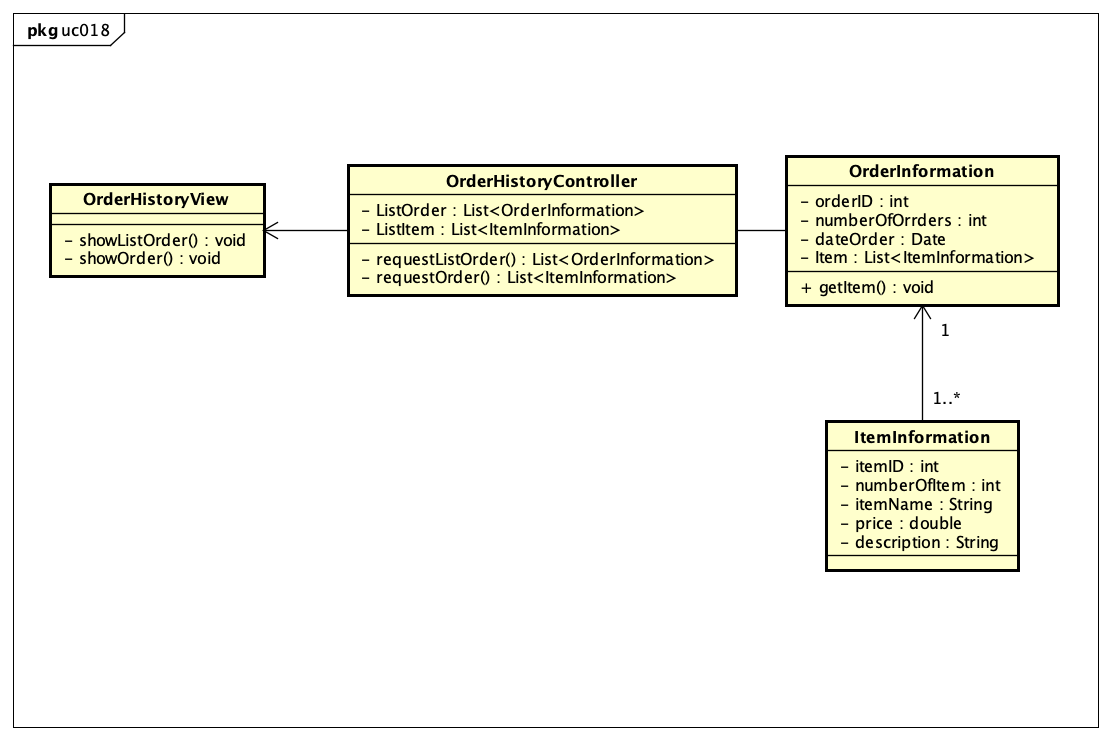 pkg uc018
OrderHistoryView
- showListOrder() : void
- showOrder() : void
OrderHistoryController
- ListOrder : List<OrderInformation>
- ListItem : List<ItemInformation>
- requestListOrder() : List<OrderInformation>
- requestOrder() : List<ItemInformation>
OrderInformation
- orderID : int
- numberOfOrrders : int
- dateOrder : Date
- Item : List<ItemInformation>
+ getItem() : void
1
1..*
ItemInformation
- itemID : int
- numberOfItem : int
- itemName : String
- price : double
- description : String